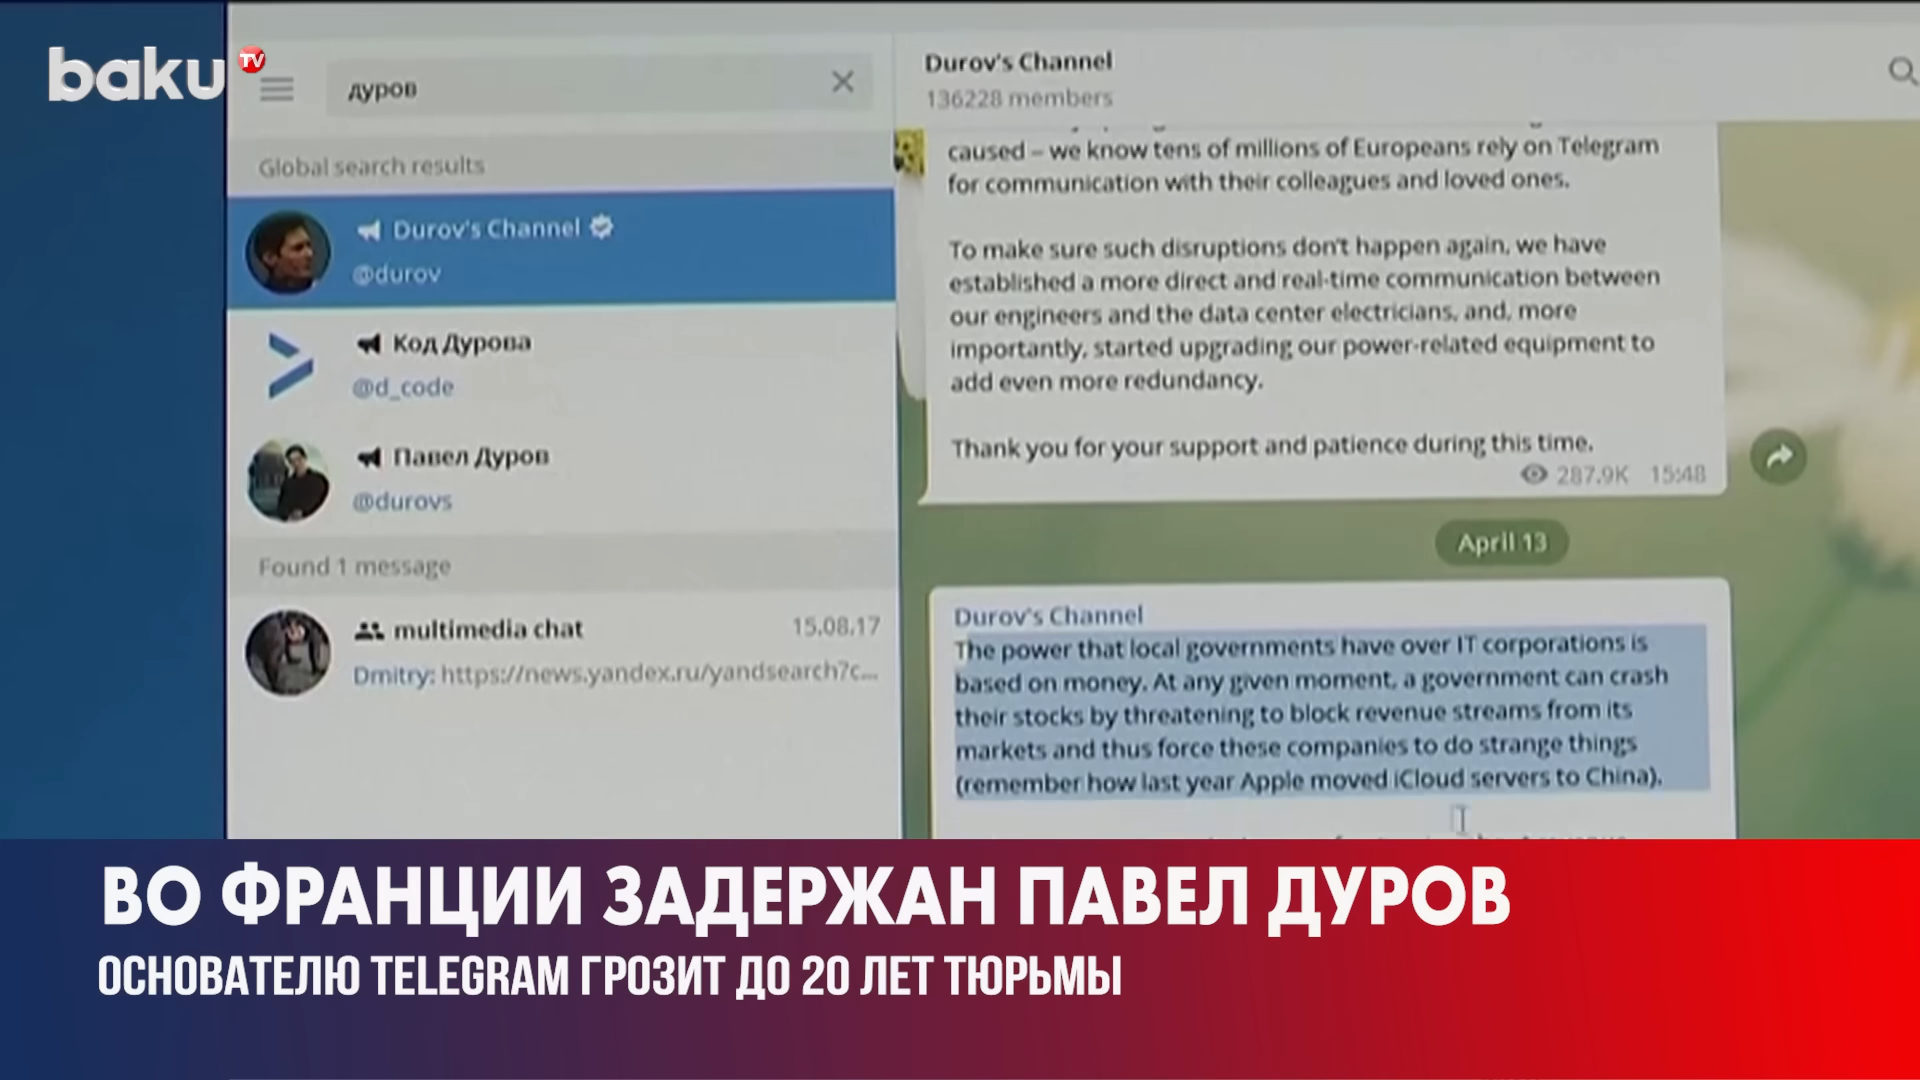 baku TV
дуров
Global search results
Durov's Channel
@durov
Код Дурова
@d_code
Павел Дуров
@durovs
Found 1 message
multimedia chat 15.08.17
Dmitry: https://news.yandex.ru/yandsearch?c...
Durov's Channel
136228 members
caused – we know tens of millions of Europeans rely on Telegram
for communication with their colleagues and loved ones.
To make sure such disruptions don't happen again, we have
established a more direct and real-time communication between
our engineers and the data center electricians, and, more
importantly, started upgrading our power-related equipment to
add even more redundancy.
Thank you for your support and patience during this time.
287.9K 15:48
April 13
Durov's Channel
The power that local governments have over IT corporations is
based on money. At any given moment, a government can crash
their stocks by threatening to block revenue streams from its
markets and thus force these companies to do strange things
(remember how last year Apple moved iCloud servers to China).
ВО ФРАНЦИИ ЗАДЕРЖАН ПАВЕЛ ДУРОВ
ОСНОВАТЕЛЮ TELEGRAM ГРОЗИТ ДО 20 ЛЕТ ТЮРЬМЫ